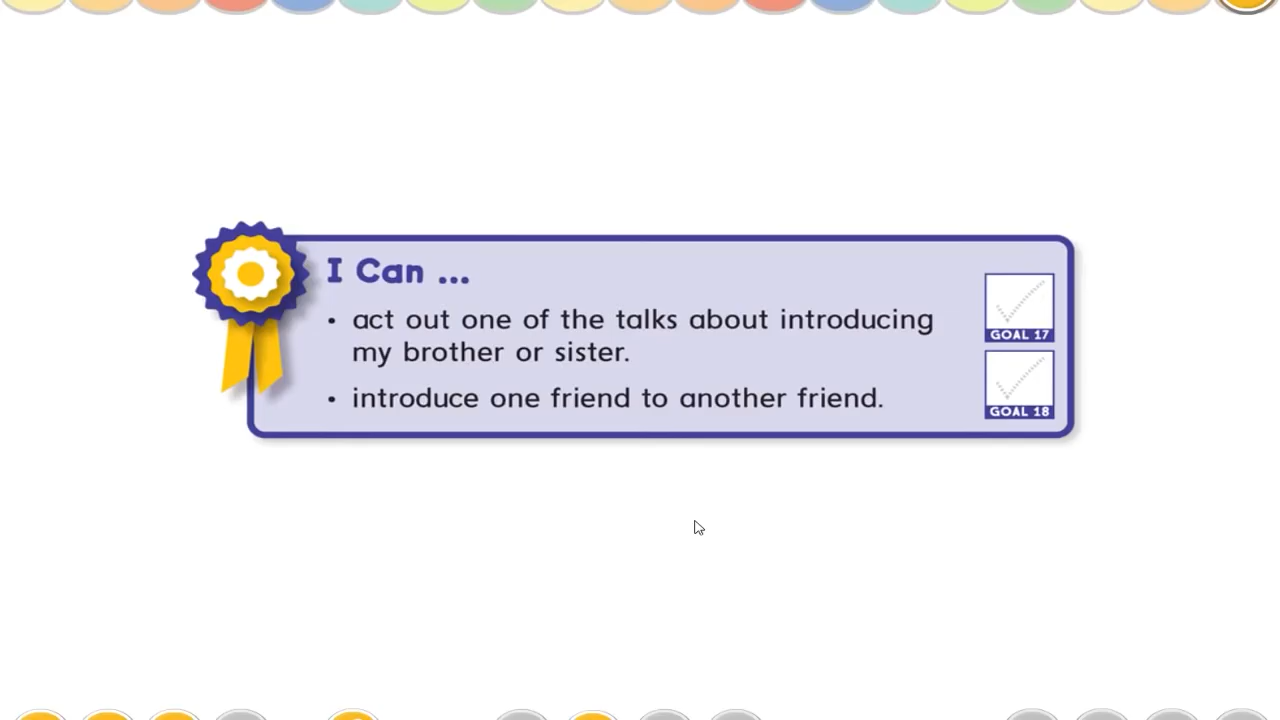 I Can ...
• act out one of the talks about introducing
my brother or sister.
GOAL 17
• introduce one friend to another friend.
GOAL 18